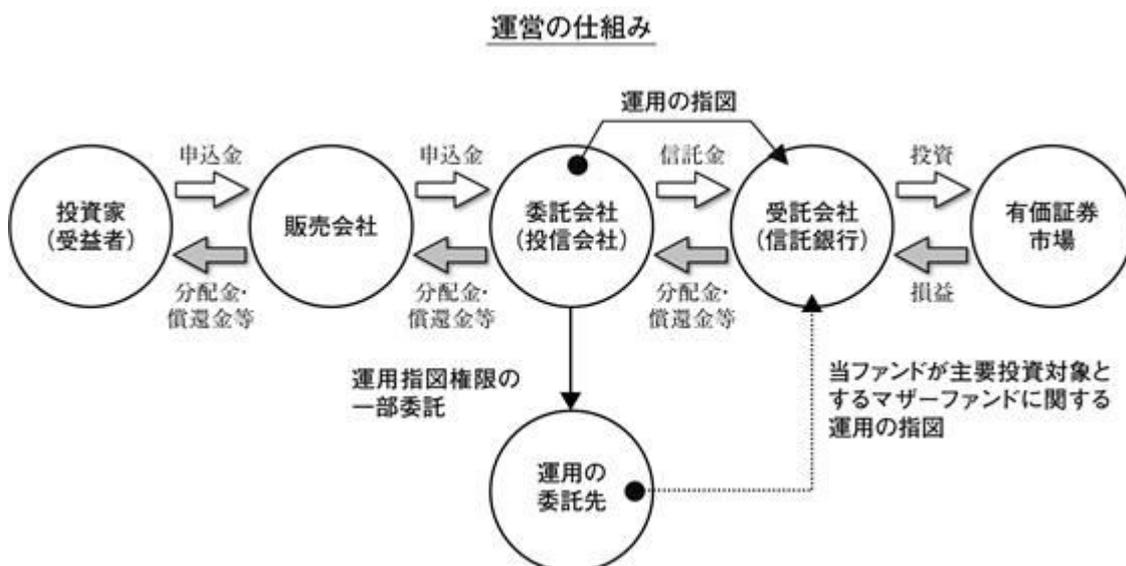 運営の仕組み
運用の指図
申込金
申込金
信託金
投資
投資家
(受益者)
販売会社
委託会社
(投信会社)
受託会社
(信託銀行)
有価証券
市場
分配金・
償還金等
分配金・
償還金等
分配金・
償還金等
損益
運用指図権限の
一部委託
当ファンドが主要投資対象と
するマザーファンドに関する
運用の指図
運用の
委託先